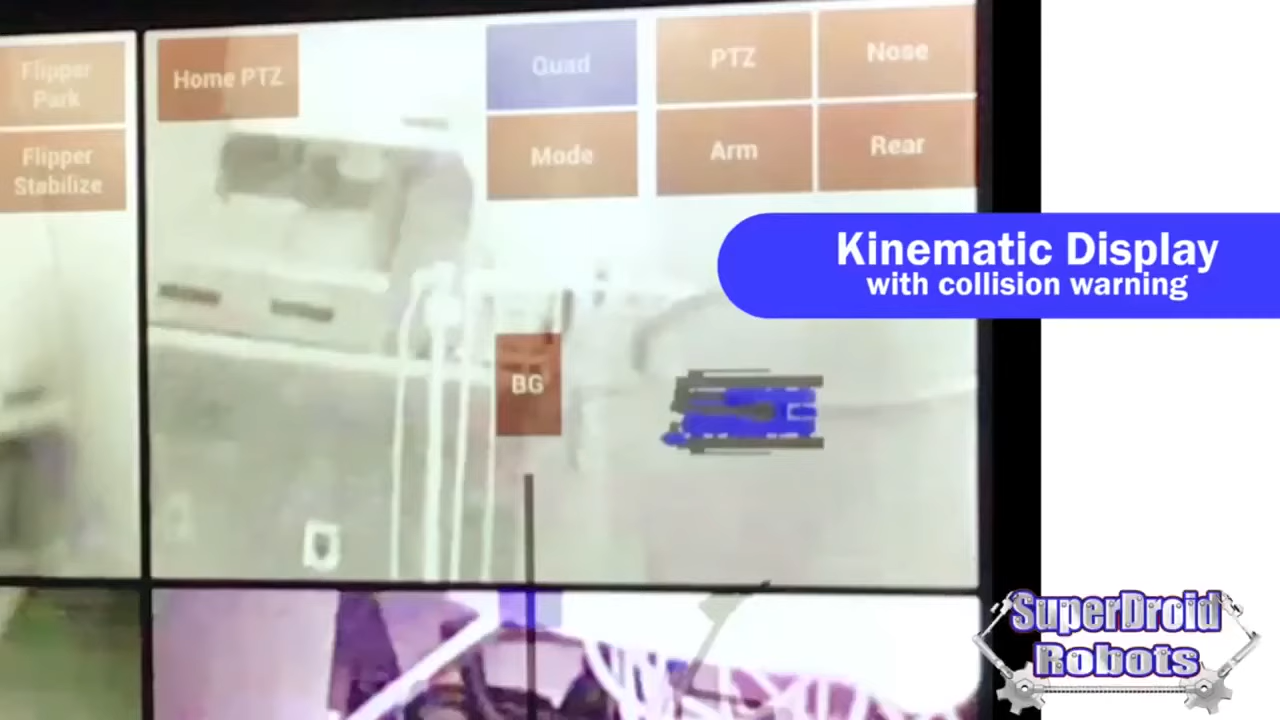 Flipper
Park
Home PTZ
Quad
PTZ
Nose
Flipper
Stabilize
Mode
Arm
Rear
Kinematic Display
with collision warning
BG
SuperDroid
Robots